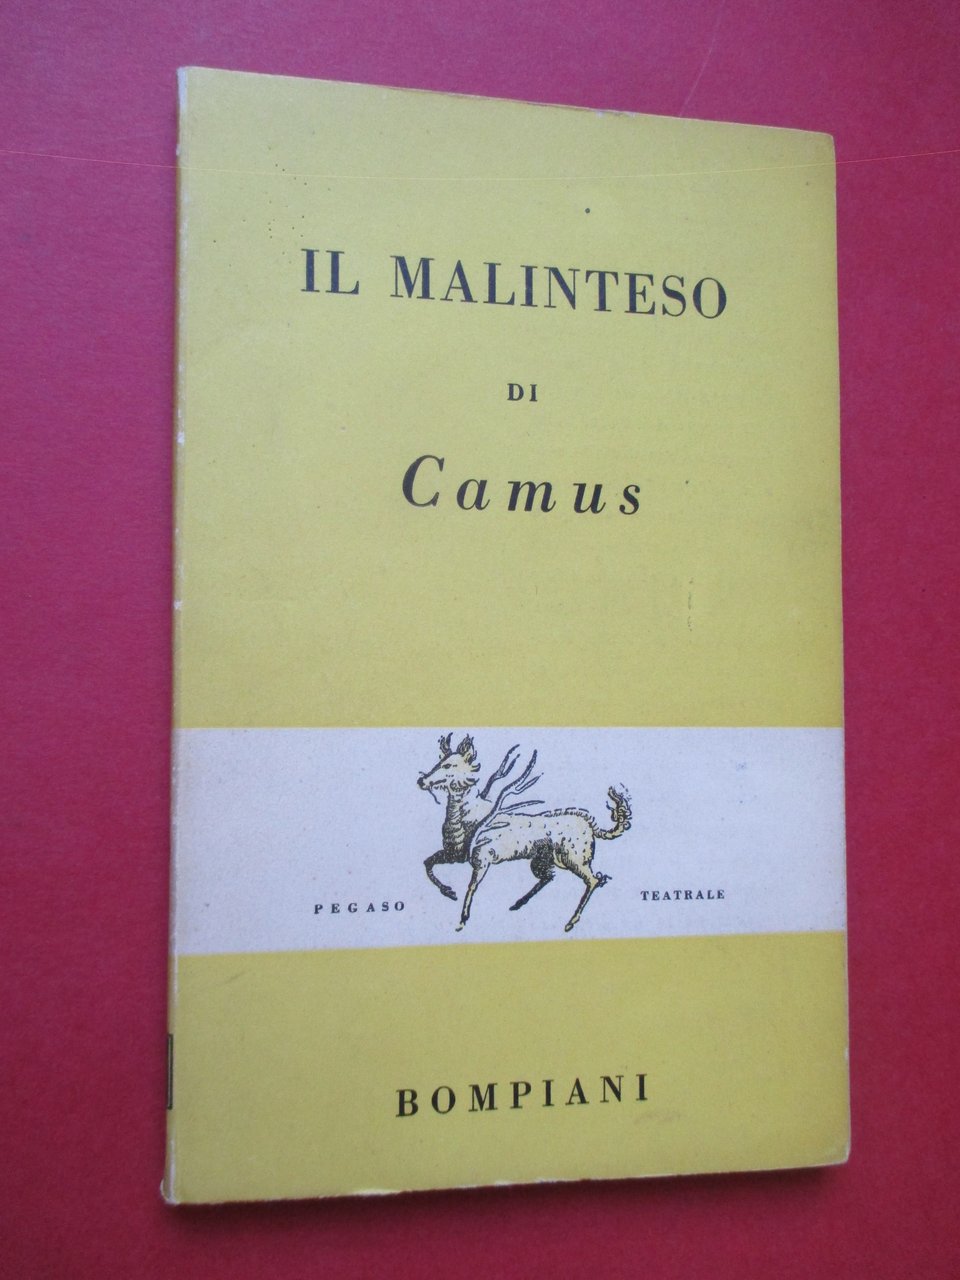 IL MALINTESO
DI
Camus
PEGASO TEATRALE
BOMPIANI